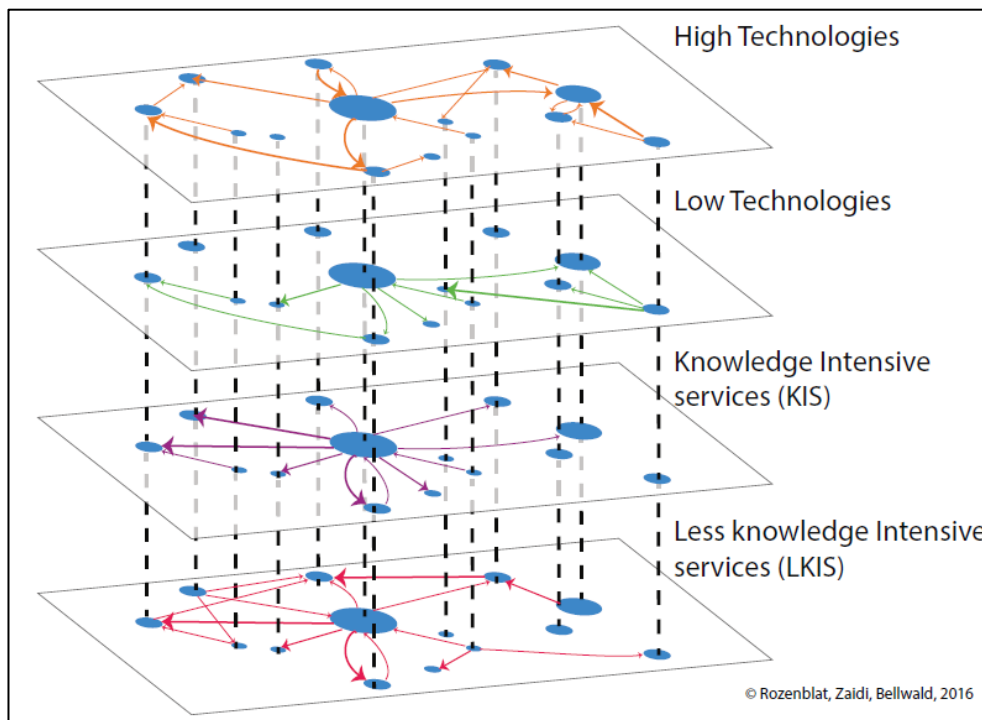 High Technologies
Low Technologies
Knowledge Intensive
services (KIS)
Less knowledge Intensive
services (LKIS)
© Rozenblat, Zaidi, Bellwald, 2016